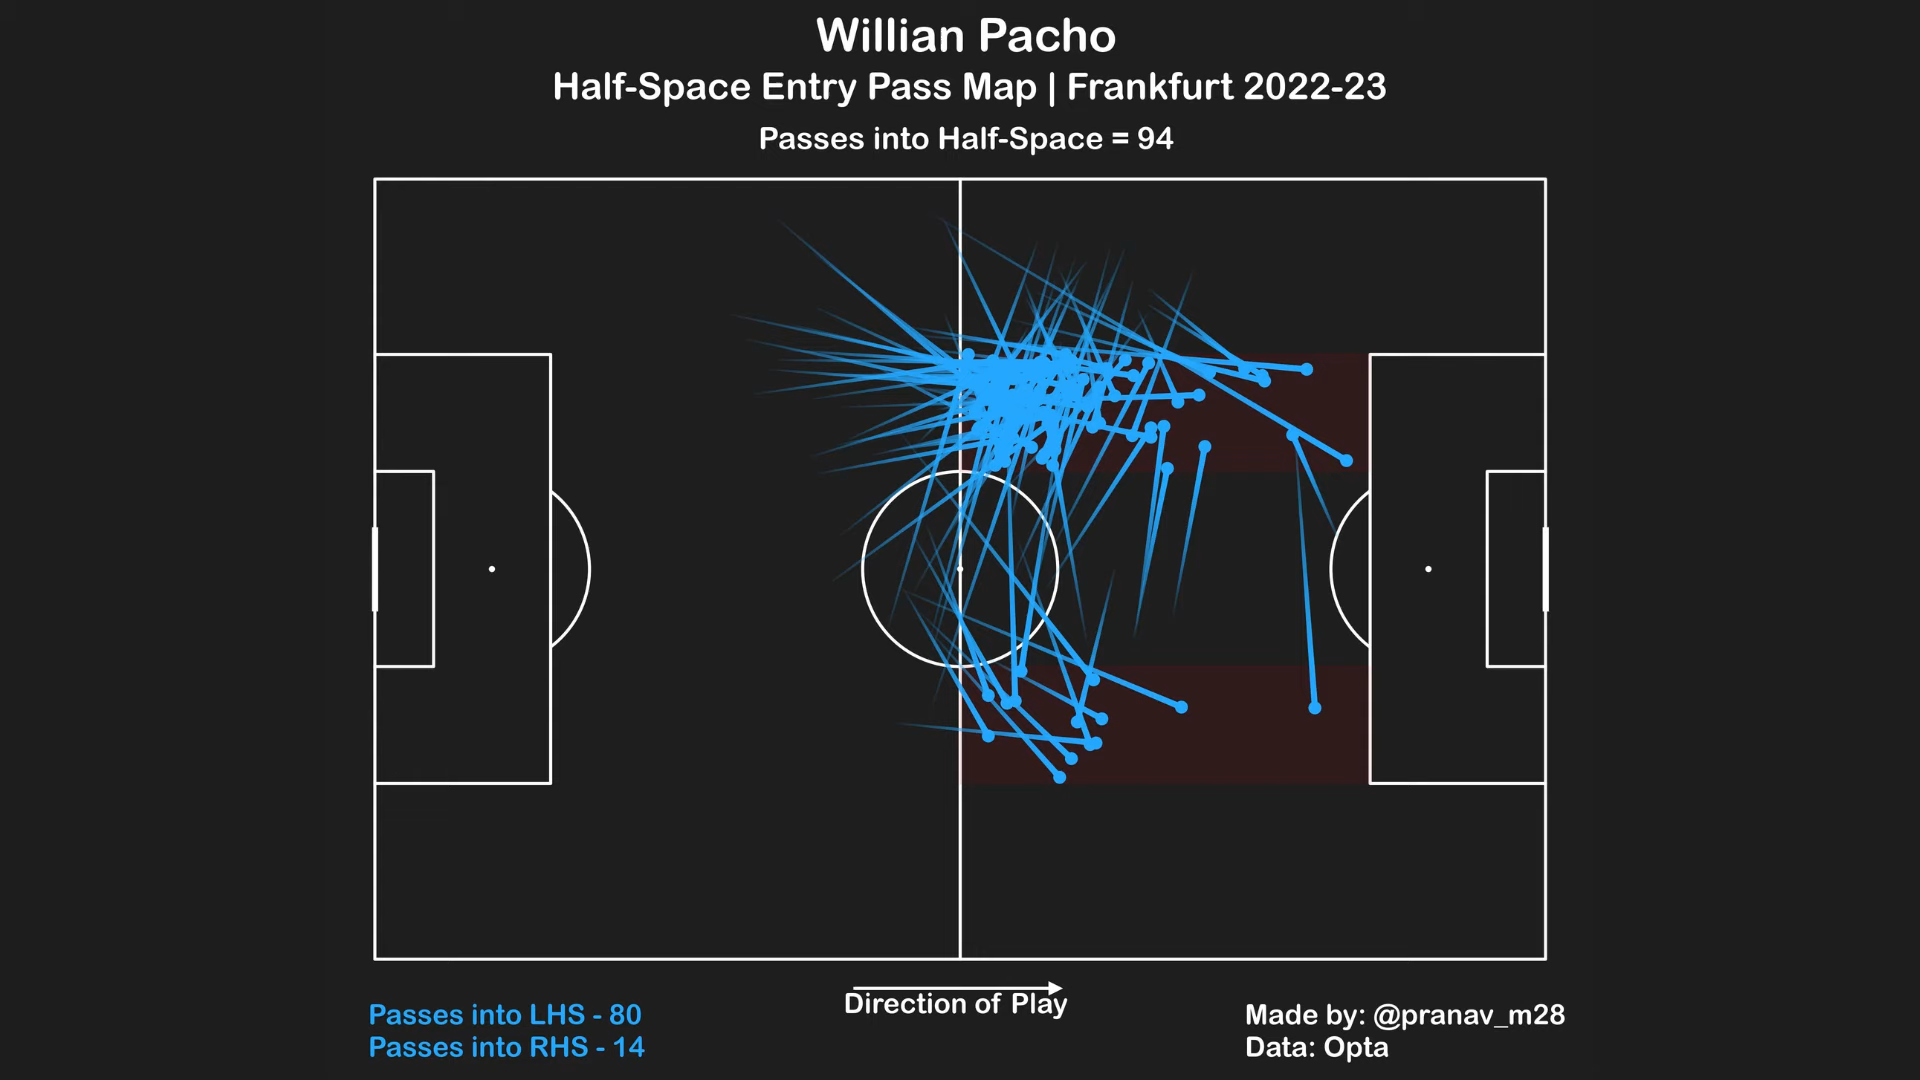 Willian Pacho
Half-Space Entry Pass Map | Frankfurt 2022-23
Passes into Half-Space = 94
Direction of Play
Passes into LHS - 80
Passes into RHS - 14
Made by: @pranav_m28
Data: Opta